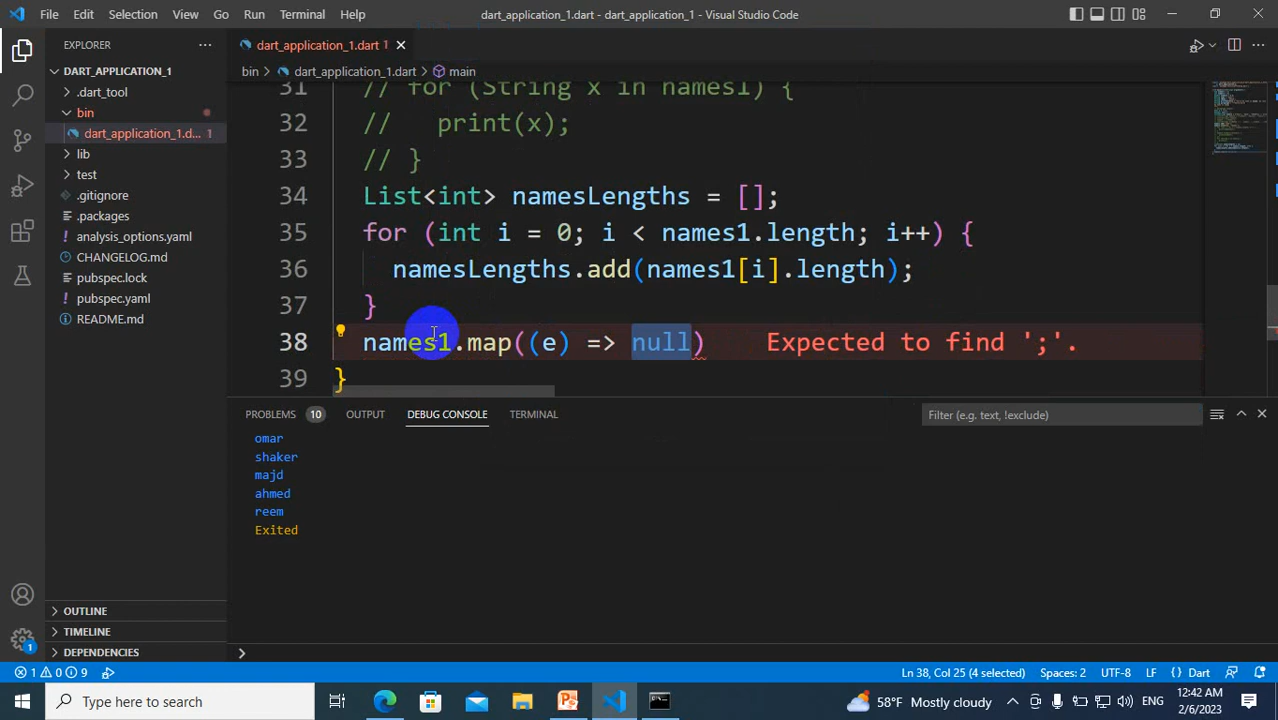 File Edit Selection View Go Run Terminal Help
dart_application_1.dart - dart_application_1 - Visual Studio Code
EXPLORER
dart_application_1.dart 1
DART_APPLICATION_1
bin > dart_application_1.dart > main
.dart_tool
bin
dart_application_1.d... 1
lib
test
.gitignore
.packages
analysis_options.yaml
CHANGELOG.md
pubspec.lock
pubspec.yaml
README.md
31 // for (String x in names1) {
32 //   print(x);
33 // }
34 List<int> namesLengths = [];
35 for (int i = 0; i < names1.length; i++) {
36 namesLengths.add(names1[i].length);
37 }
38 names1.map((e) => null) Expected to find ';'.
39 }
PROBLEMS 10 OUTPUT DEBUG CONSOLE TERMINAL
Filter (e.g. text, !exclude)
omar
shaker
majd
ahmed
reem
Exited
OUTLINE
TIMELINE
DEPENDENCIES
1
1 0 9
Ln 38, Col 25 (4 selected) Spaces: 2 UTF-8 LF {} Dart
Type here to search
58°F Mostly cloudy
ENG
12:42 AM
2/6/2023